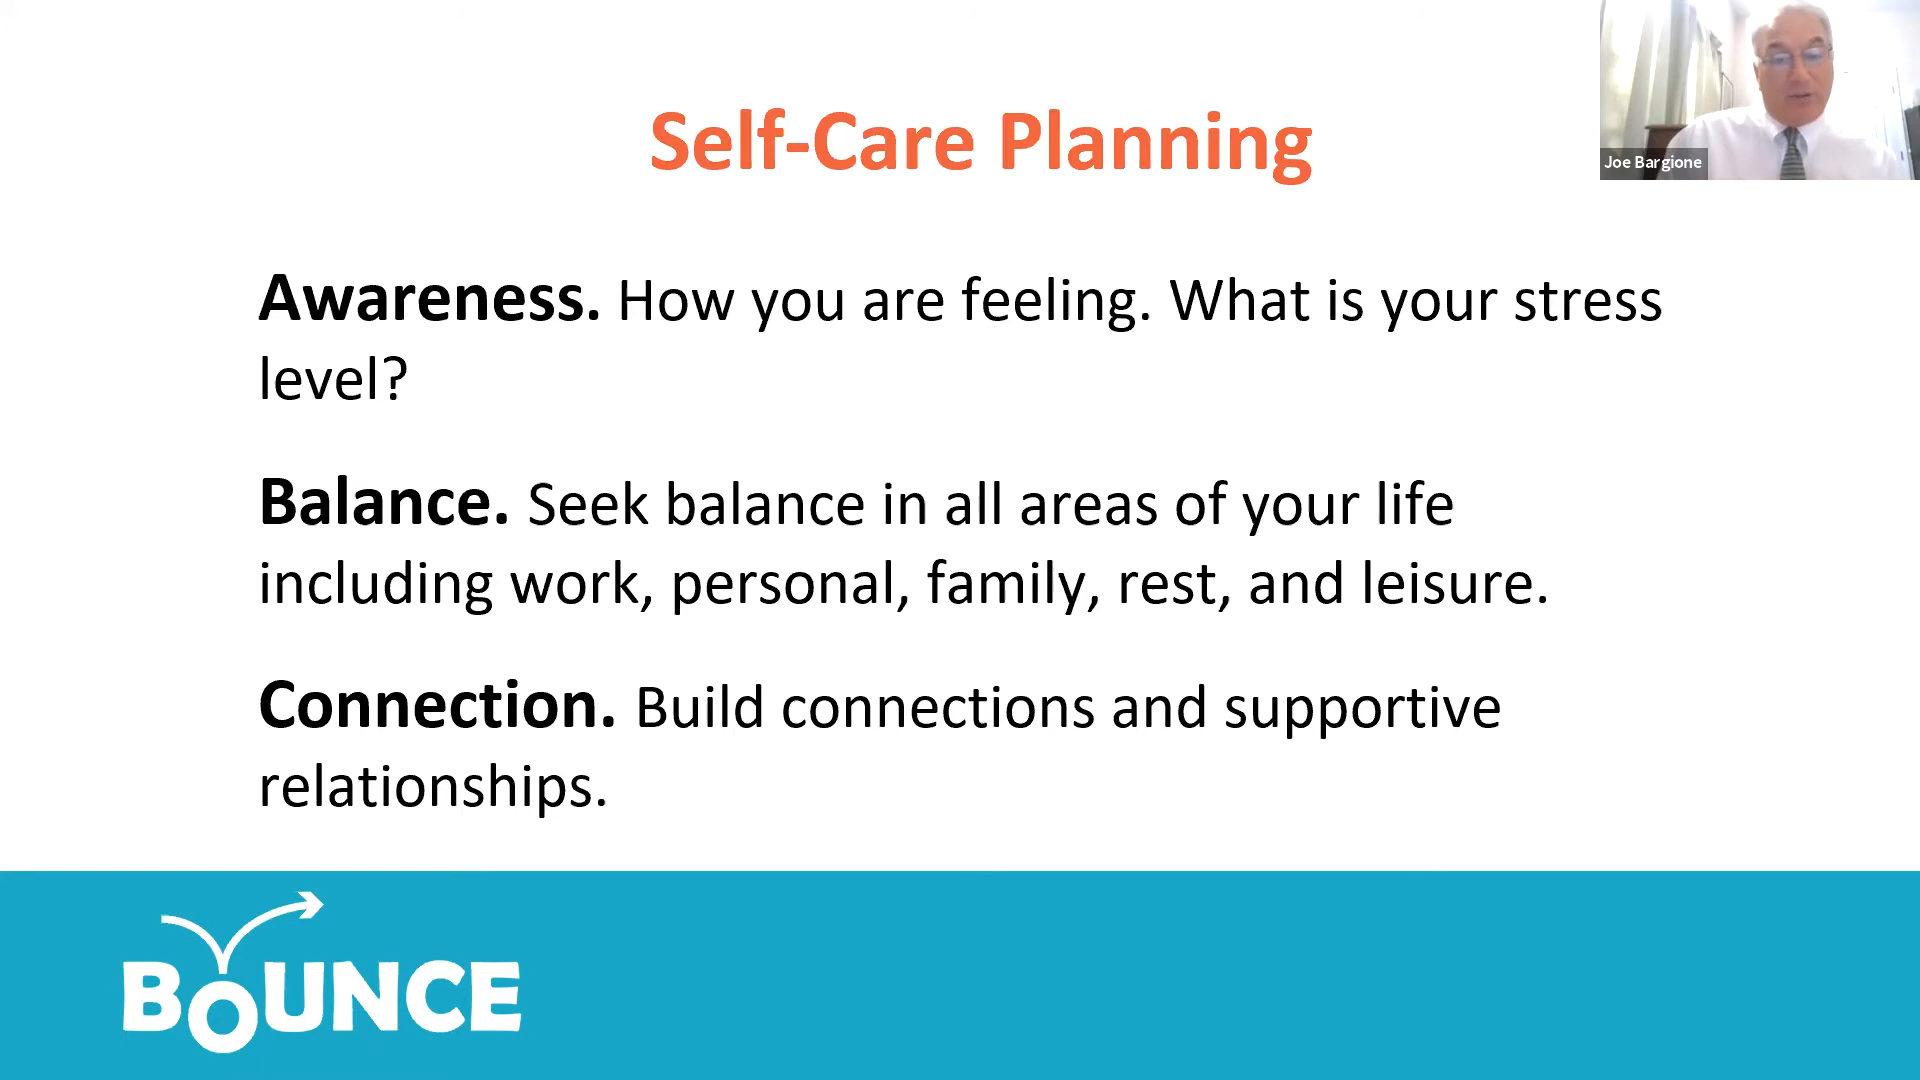 Self-Care Planning
Joe Bargione
Awareness. How you are feeling. What is your stress
level?
Balance. Seek balance in all areas of your life
including work, personal, family, rest, and leisure.
Connection. Build connections and supportive
relationships.
BOUNCE